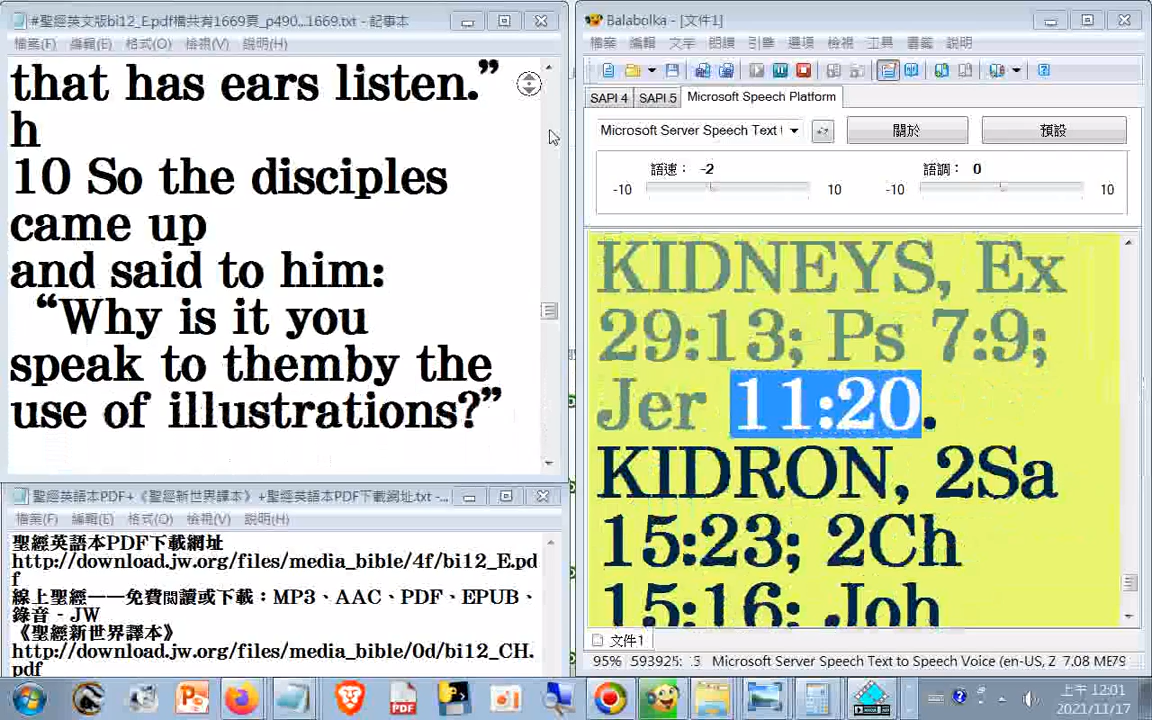 #聖經英文版bi12_E.pdf檔共有1669頁_p490...1669.txt - 記事本
檔案(F) 編輯(E) 格式(O) 檢視(V) 說明(H)
that has ears listen.”
h
10 So the disciples
came up
and said to him:
“Why is it you
speak to themby the
use of illustrations?”
聖經英語本PDF+《聖經新世界譯本》+聖經英語本PDF下載網址.txt -...
檔案(F) 編輯(E) 格式(O) 檢視(V) 說明(H)
聖經英語本PDF下載網址
http://download.jw.org/files/media_bible/4f/bi12_E.pd
f
線上聖經——免費閱讀或下載：MP3、AAC、PDF、EPUB、
錄音 - JW
《聖經新世界譯本》
http://download.jw.org/files/media_bible/0d/bi12_CH.
pdf
Balabolka - [文件1]
檔案 編輯 文字 朗讀 引擎 選項 檢視 工具 書籤 說明
SAPI 4 SAPI 5 Microsoft Speech Platform
Microsoft Server Speech Text 關於 預設
語速： -2 語調： 0
-10 10 -10 10
KIDNEYS, Ex
29:13; Ps 7:9;
Jer 11:20.
KIDRON, 2Sa
15:23; 2Ch
15:16; Joh
文件1
95% 593925: Microsoft Server Speech Text to Speech Voice (en-US, Z 7.08 ME79
上午 12:01
2021/11/17